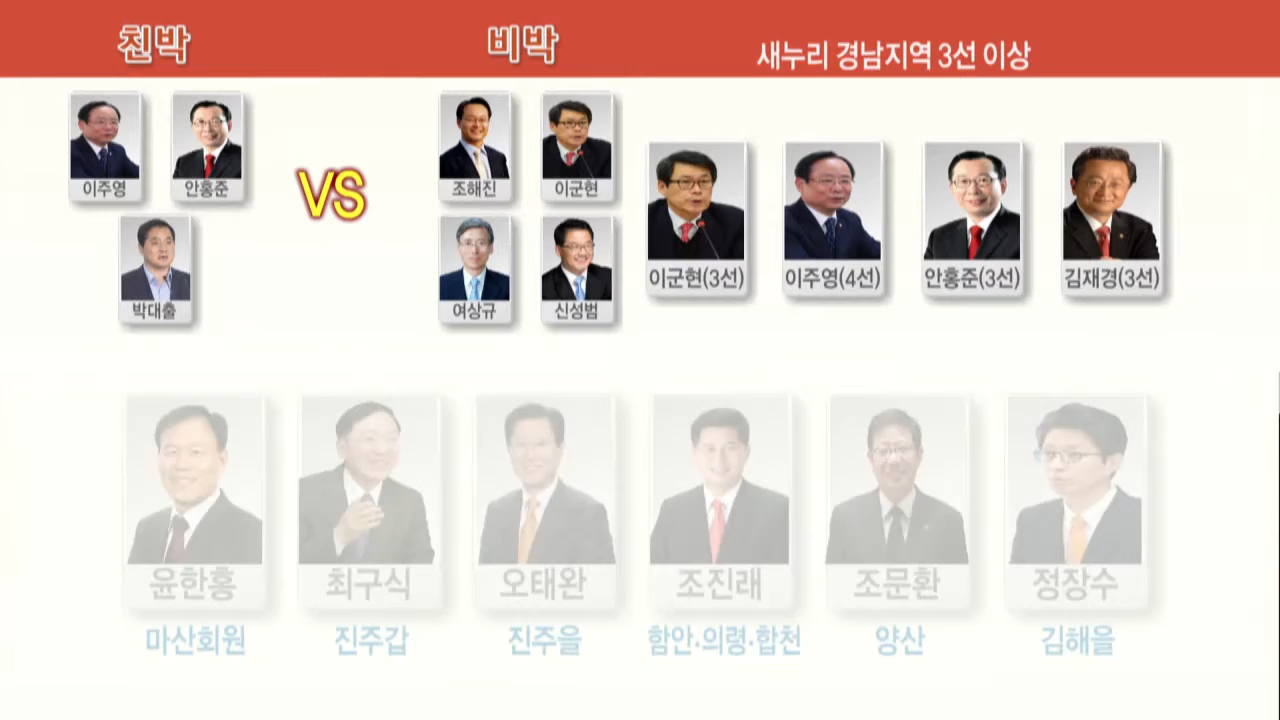 친박
비박
새누리 경남지역 3선 이상
이주영
안홍준
박대출
VS
조해진
이군현
여상규
신성범
이군현(3선)
이주영(4선)
안홍준(3선)
김재경(3선)
윤한홍
최구식
오태완
조진래
조문환
정장수
마산회원
진주갑
진주을
함안·의령·합천
양산
김해을